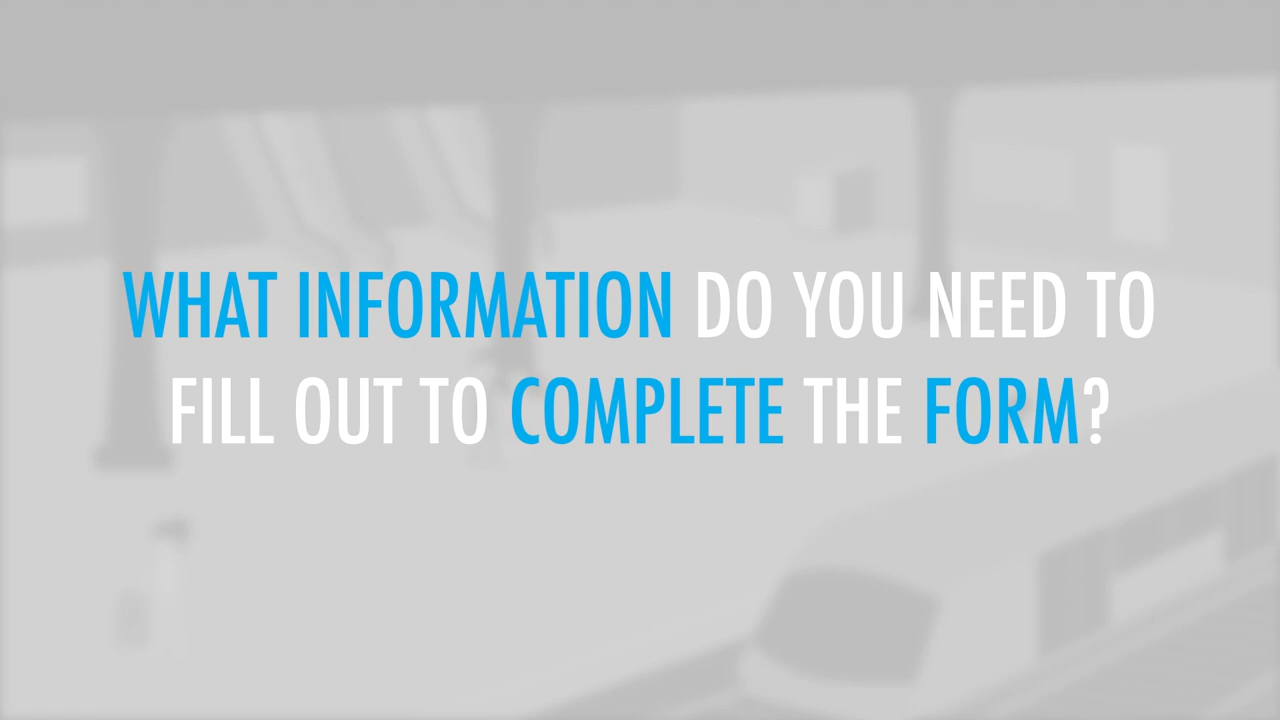 WHAT INFORMATION DO YOU NEED TO
FILL OUT TO COMPLETE THE FORM?